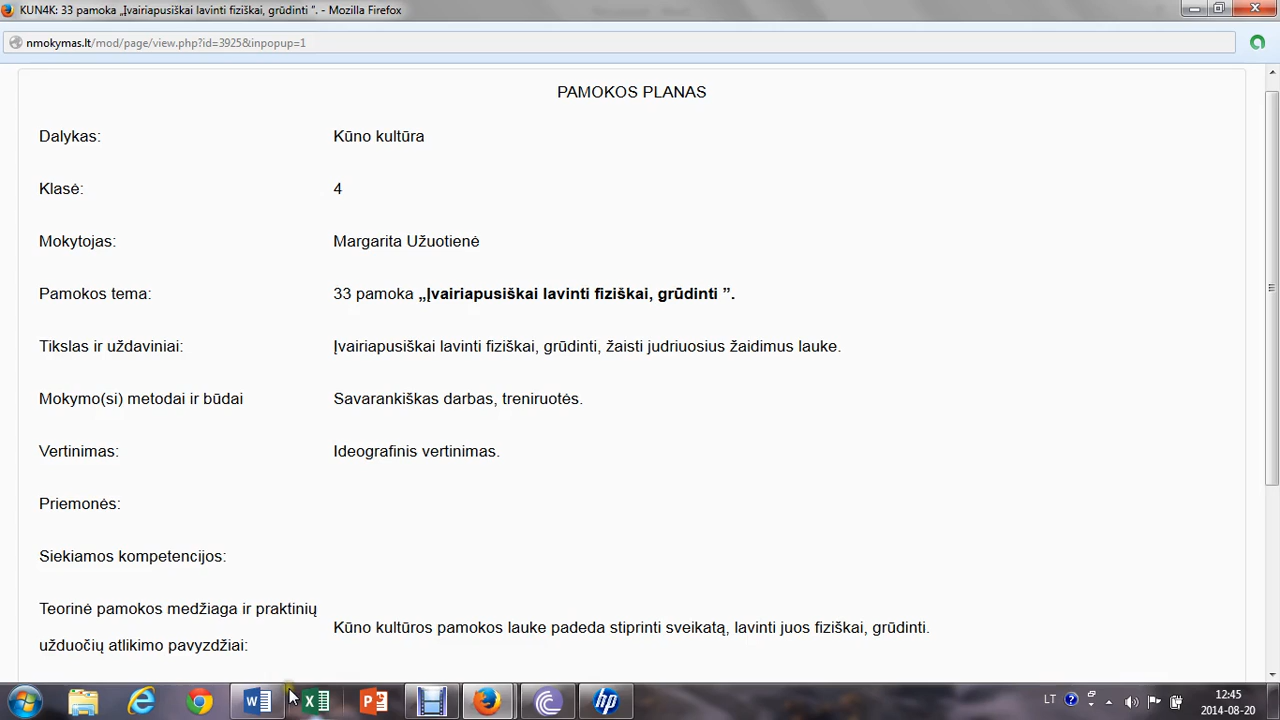 KUN4K: 33 pamoka „Įvairiapusiškai lavinti fiziškai, grūdinti ”. - Mozilla Firefox
nmokymas.lt/mod/page/view.php?id=3925&inpopup=1
PAMOKOS PLANAS
Dalykas: Kūno kultūra
Klasė: 4
Mokytojas: Margarita Užuotienė
Pamokos tema: 33 pamoka „Įvairiapusiškai lavinti fiziškai, grūdinti ”.
Tikslas ir uždaviniai: Įvairiapusiškai lavinti fiziškai, grūdinti, žaisti judriuosius žaidimus lauke.
Mokymo(si) metodai ir būdai Savarankiškas darbas, treniruotės.
Vertinimas: Ideografinis vertinimas.
Priemonės:
Siekiamos kompetencijos:
Teorinė pamokos medžiaga ir praktinių
užduočių atlikimo pavyzdžiai:
Kūno kultūros pamokos lauke padeda stiprinti sveikatą, lavinti juos fiziškai, grūdinti.
LT
12:45
2014-08-20